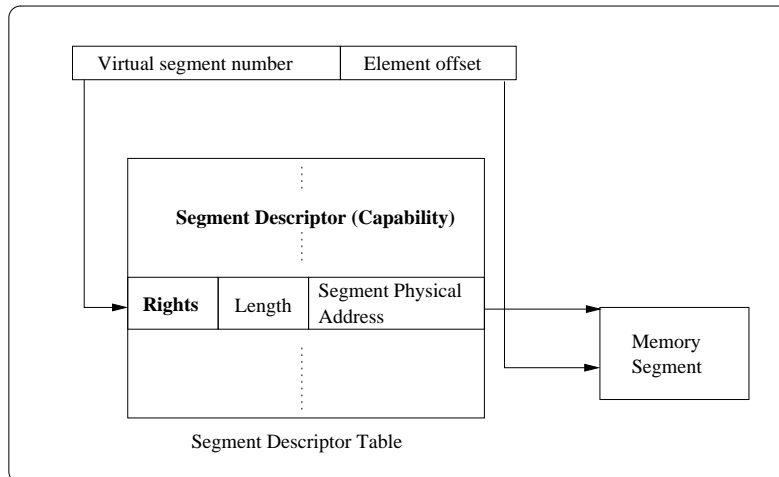 Virtual segment number
Element offset
Segment Descriptor (Capability)
Rights
Length
Segment Physical
Address
Memory
Segment
Segment Descriptor Table